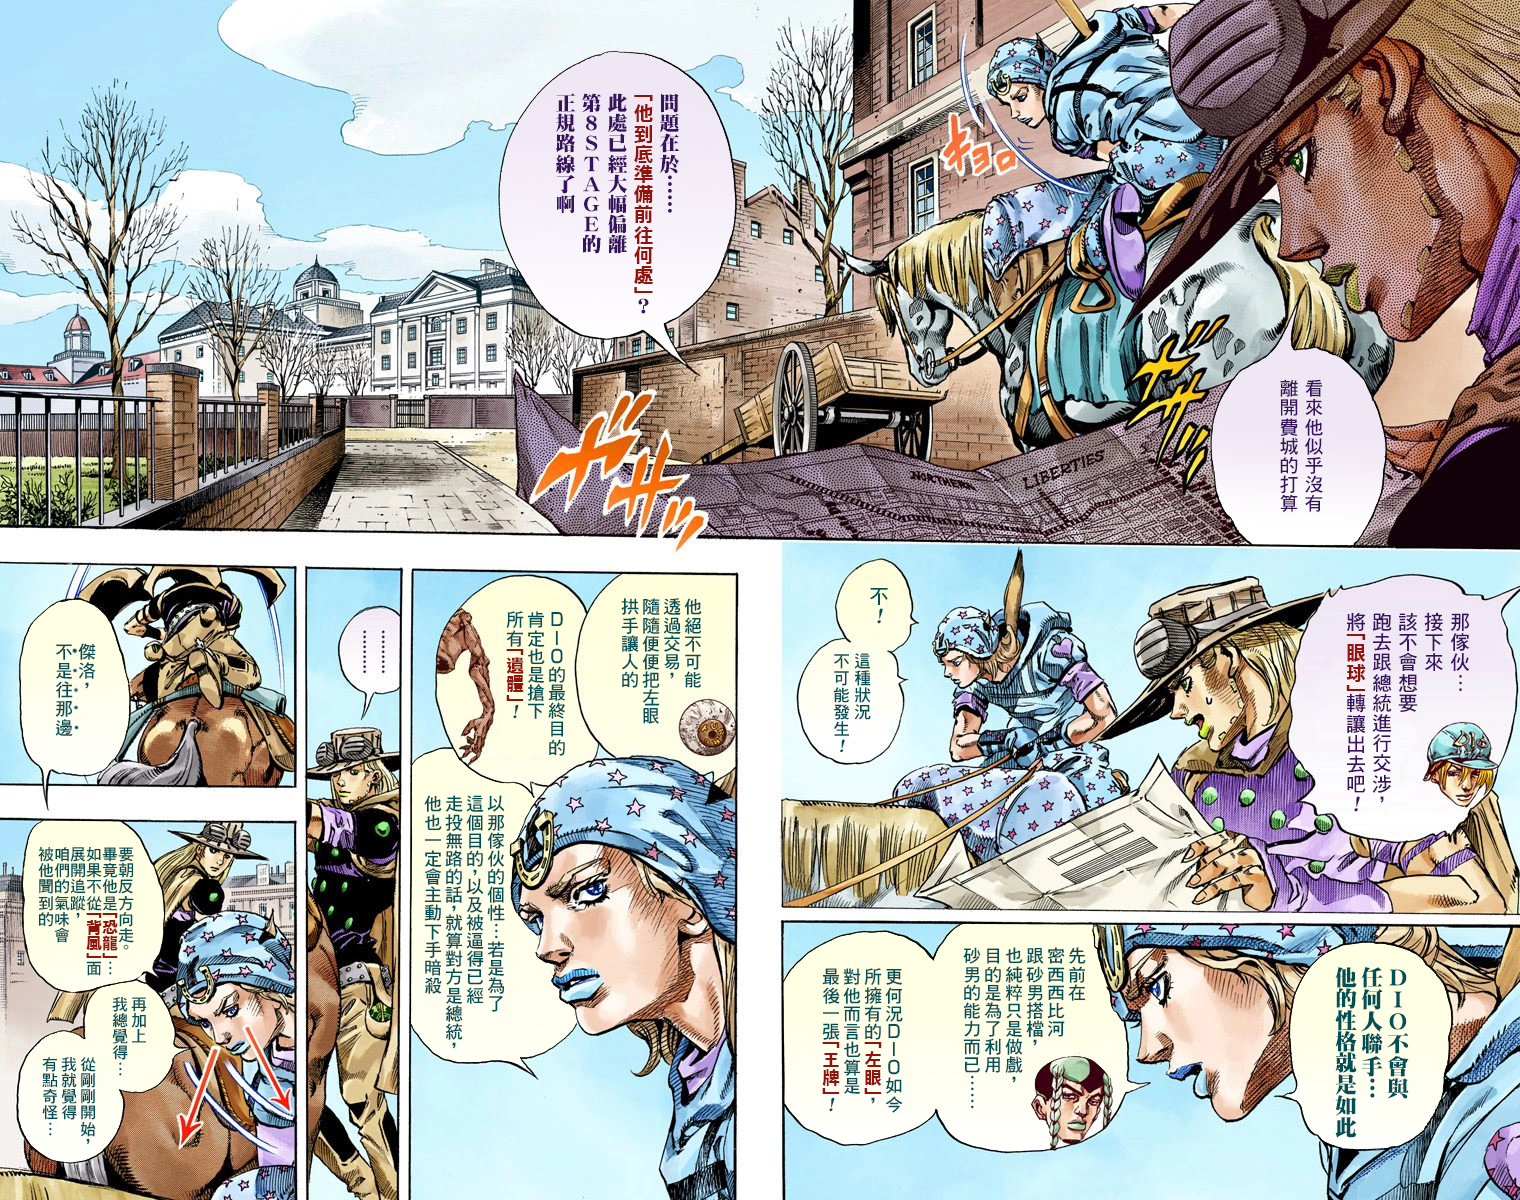 看來他似乎沒有
離開費城的打算
問題在於……
「他到底準備前往何處」？
此處已經大幅偏離
第8STAGE的
正規路線了啊
キョロ
ザザッ
ザザッ
NORTHERN
LIBERTIES
那傢伙…
接下來
該不會想要
跑去跟總統進行交涉，
將「眼球」轉讓出去吧！
Dio
不！
這種狀況
不可能發生！
DIO不會與
任何人聯手…
他的性格就是如此
先前在
密西西比河
跟砂男搭檔，
也純粹只是做戲，
目的是為了利用
砂男的能力而已……
更何況DIO如今
所擁有的「左眼」，
對他而言也算是
最後一張「王牌」！
他絕不可能
透過交易，
隨隨便便把左眼
拱手讓人的
DIO的最終目的
肯定也是搶下
所有「遺體」！
以那傢伙的個性…若是為了
這個目的，以及被逼得已經
走投無路的話，就算對方是總統，
他也一定會主動下手暗殺
………
………
傑洛，
不是往那邊
要朝反方向走。
畢竟他是「恐龍」…
如果不從「背風」面
展開追蹤，
咱們的氣味會
被他聞到的
再加上
我總覺得…
從剛剛開始，
我就覺得
有點奇怪…